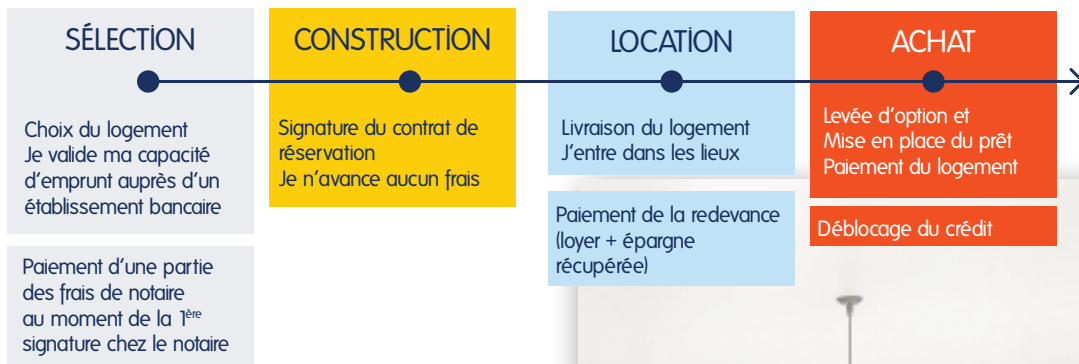 SÉLECTION
Choix du logement
Je valide ma capacité
d'emprunt auprès d'un
établissement bancaire
Paiement d'une partie
des frais de notaire
au moment de la 1ère
signature chez le notaire
CONSTRUCTION
Signature du contrat de
réservation
Je n'avance aucun frais
LOCATION
Livraison du logement
J'entre dans les lieux
Paiement de la redevance
(loyer + épargne
récupérée)
ACHAT
Levée d'option et
Mise en place du prêt
Paiement du logement
Déblocage du crédit